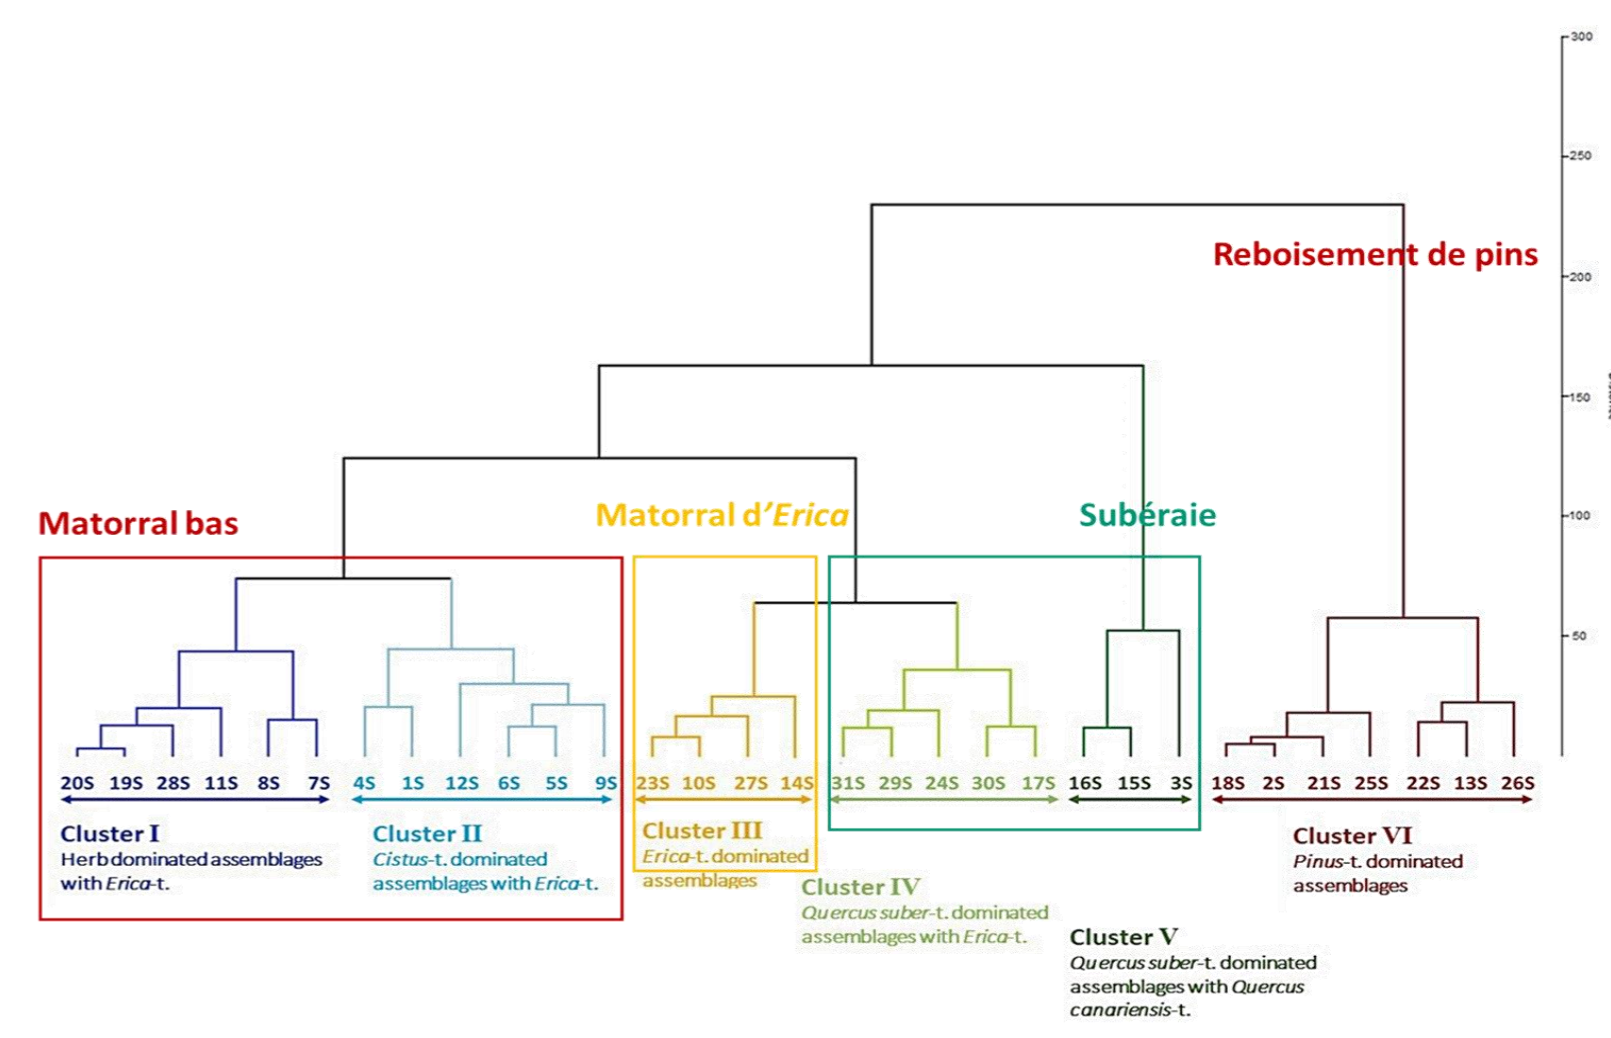 300
250
Reboisement de pins
200
150
Matorral bas
Matorral d'Erica
Subéraie
100
50
20S 19S 28S 11S 8S 7S 4S 1S 12S 6S 5S 9S 23S 10S 27S 14S 31S 29S 24S 30S 17S 16S 15S 3S 18S 2S 21S 25S 22S 13S 26S
Cluster I
Herb dominated assemblages
with Erica-t.
Cluster II
Cistus-t. dominated
assemblages with Erica-t.
Cluster III
Erica-t. dominated
assemblages
Cluster IV
Quercus suber-t. dominated
assemblages with Erica-t.
Cluster V
Quercus suber-t. dominated
assemblages with Quercus
canariensis-t.
Cluster VI
Pinus-t. dominated
assemblages